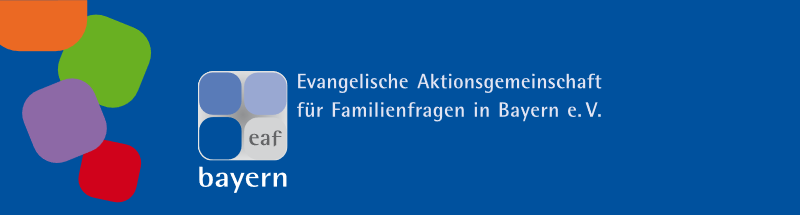 Evangelische Aktionsgemeinschaft
für Familienfragen in Bayern e. V.
eaf
bayern